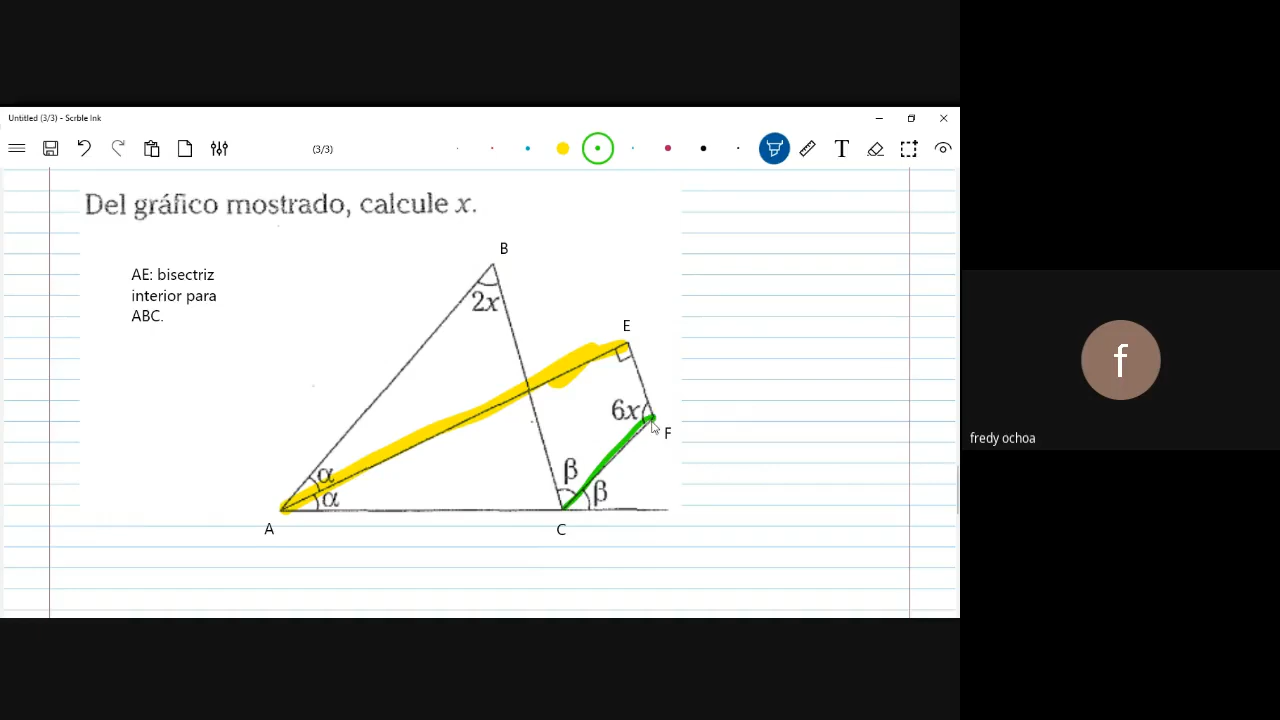 Untitled (3/3) - Scrble Ink
(3/3)
T
Del gráfico mostrado, calcule x.
B
AE: bisectriz
interior para
ABC.
2x
E
6x
F
α
α
β
β
A
C
f
fredy ochoa